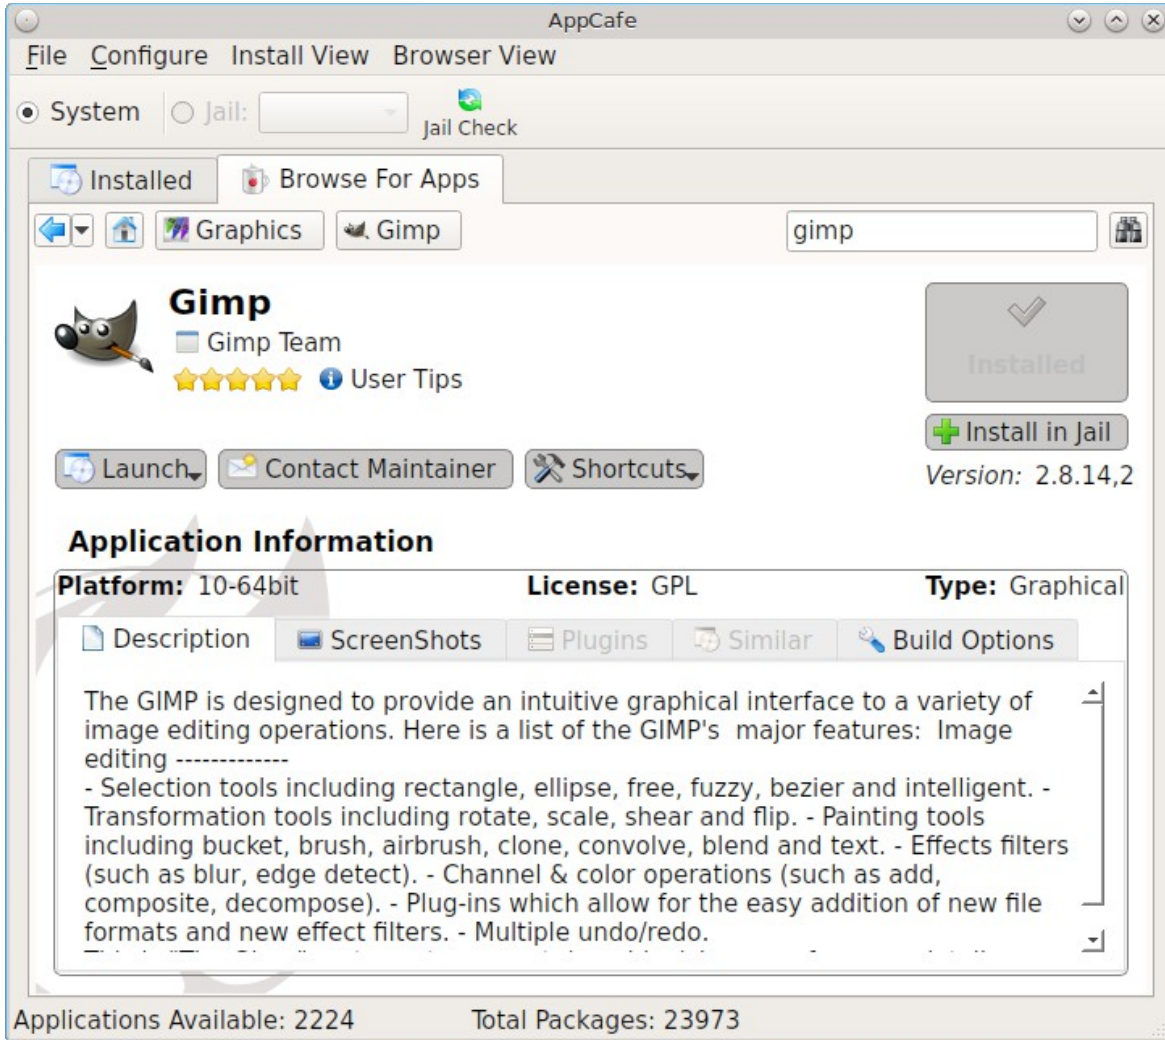 AppCafe
File Configure Install View Browser View
System Jail: Jail Check
Installed Browse For Apps
Graphics Gimp gimp
Gimp
Gimp Team
User Tips
Installed
Install in Jail
Launch Contact Maintainer Shortcuts
Version: 2.8.14,2
Application Information
Platform: 10-64bit License: GPL Type: Graphical
Description ScreenShots Plugins Similar Build Options
The GIMP is designed to provide an intuitive graphical interface to a variety of
image editing operations. Here is a list of the GIMP's  major features:  Image
editing -------------
- Selection tools including rectangle, ellipse, free, fuzzy, bezier and intelligent. -
Transformation tools including rotate, scale, shear and flip. - Painting tools
including bucket, brush, airbrush, clone, convolve, blend and text. - Effects filters
(such as blur, edge detect). - Channel & color operations (such as add,
composite, decompose). - Plug-ins which allow for the easy addition of new file
formats and new effect filters. - Multiple undo/redo.
Applications Available: 2224 Total Packages: 23973